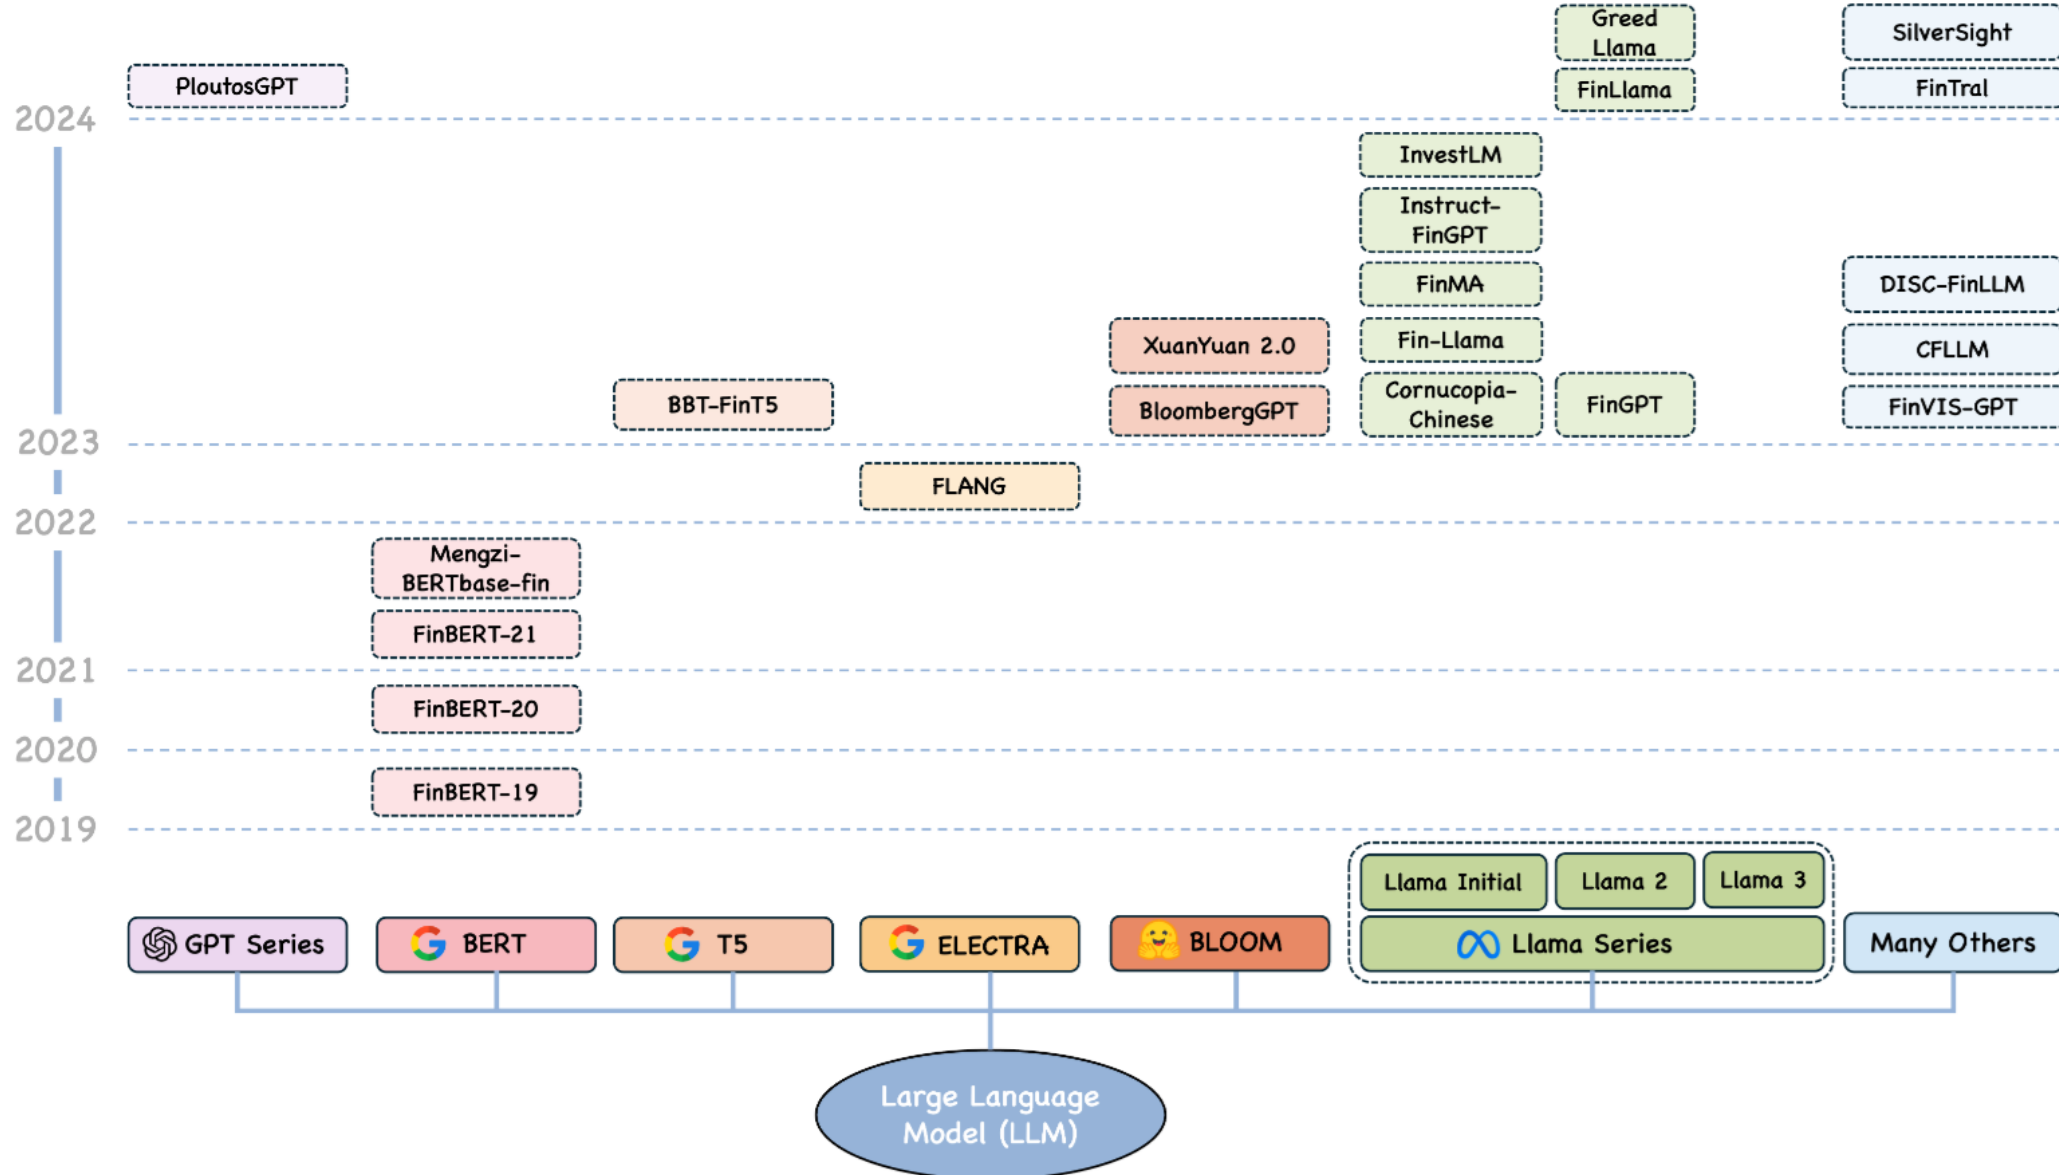 Greed
Llama
SilverSight
PloutosGPT
FinLlama
FinTral
2024
InvestLM
Instruct-
FinGPT
FinMA
DISC-FinLLM
XuanYuan 2.0
Fin-Llama
CFLLM
BBT-FinT5
BloombergGPT
Cornucopia-
Chinese
FinGPT
FinVIS-GPT
2023
FLANG
2022
Mengzi-
BERTbase-fin
FinBERT-21
2021
FinBERT-20
2020
FinBERT-19
2019
Llama Initial
Llama 2
Llama 3
GPT Series
BERT
T5
ELECTRA
BLOOM
Llama Series
Many Others
Large Language
Model (LLM)